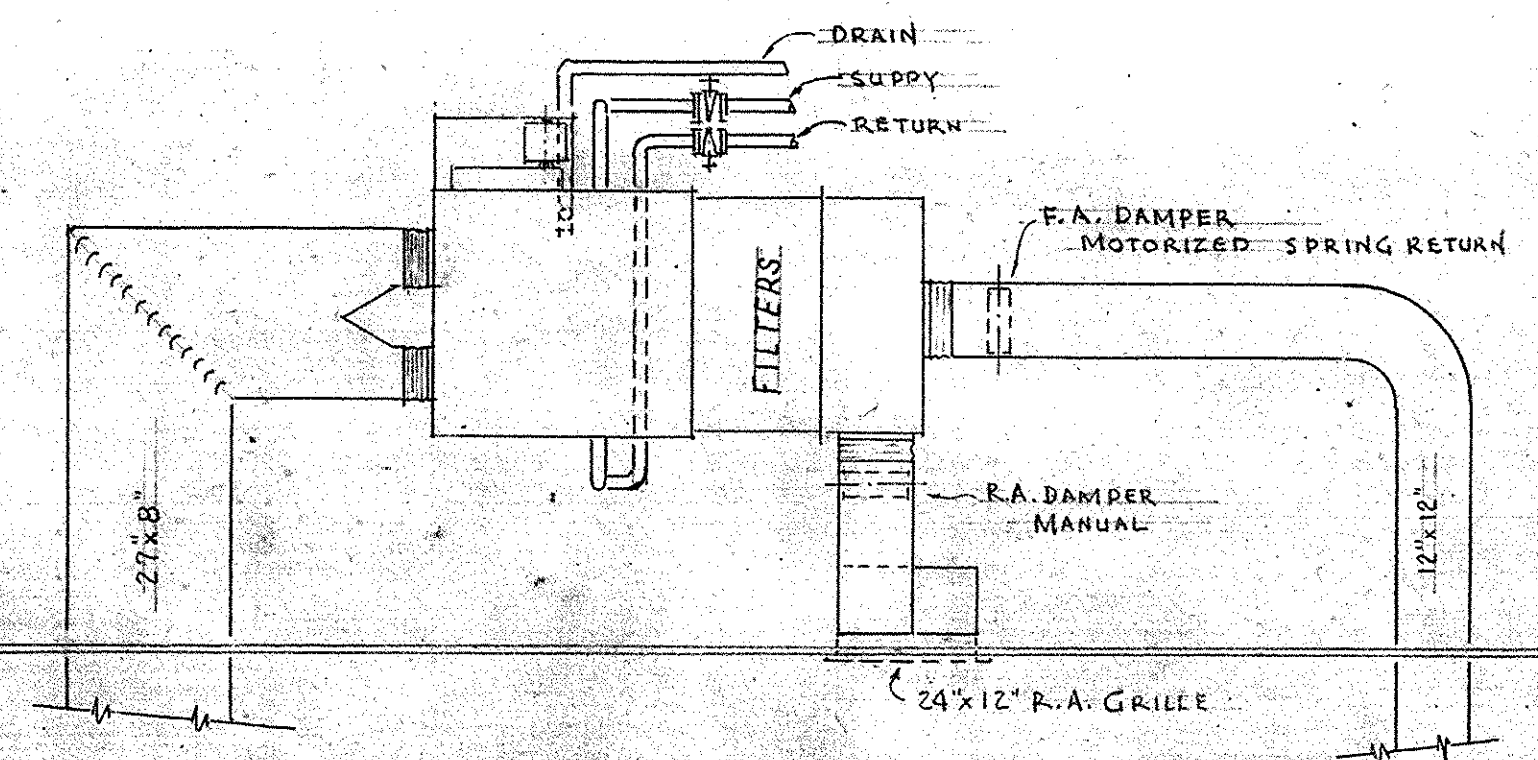 DRAIN
SUPPY
RETURN
F.A. DAMPER
MOTORIZED SPRING RETURN
FILTERS
R.A. DAMPER
MANUAL
27"x8"
12"x12"
24"x12" R.A. GRILLE